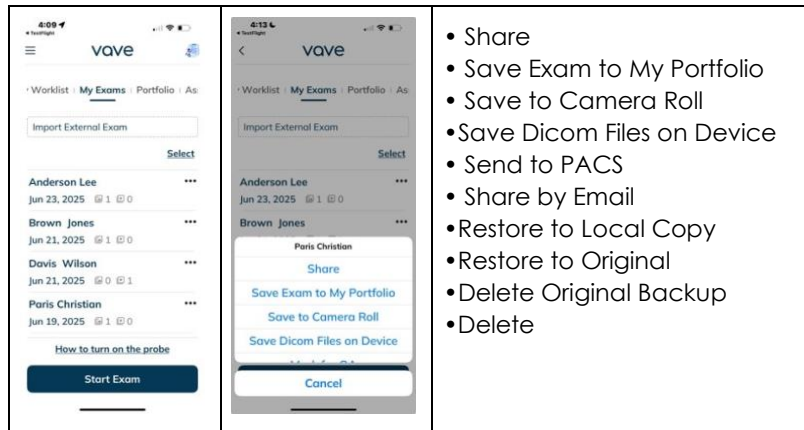 4:09
TestFlight
vave
Worklist My Exams Portfolio As
Import External Exam
Select
Anderson Lee
Jun 23, 2025 1 0
Brown Jones
Jun 21, 2025 1 0
Davis Wilson
Jun 21, 2025 0 1
Paris Christian
Jun 19, 2025 1 0
How to turn on the probe
Start Exam
4:13
TestFlight
vave
Worklist My Exams Portfolio As
Import External Exam
Select
Anderson Lee
Jun 23, 2025 1 0
Brown Jones
Paris Christian
Share
Save Exam to My Portfolio
Save to Camera Roll
Save Dicom Files on Device
Cancel
• Share
• Save Exam to My Portfolio
• Save to Camera Roll
•Save Dicom Files on Device
• Send to PACS
• Share by Email
•Restore to Local Copy
•Restore to Original
•Delete Original Backup
•Delete